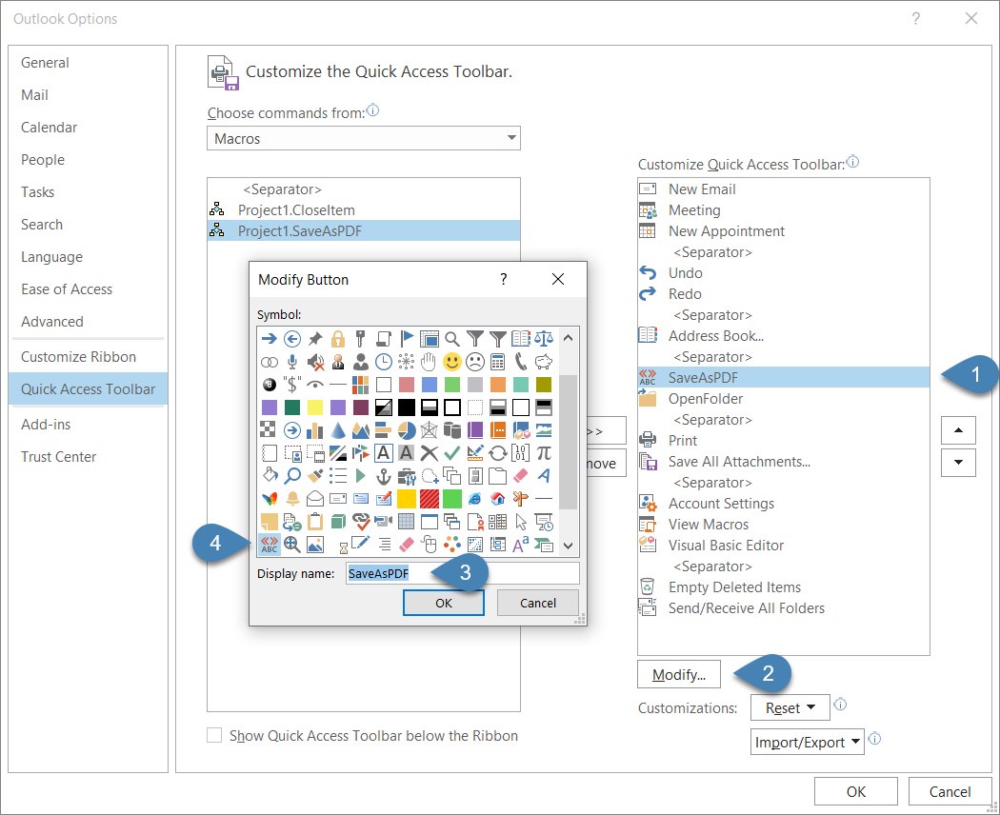 Outlook Options
?
General
Mail
Calendar
People
Tasks
Search
Language
Ease of Access
Advanced
Customize Ribbon
Quick Access Toolbar
Add-ins
Trust Center
Customize the Quick Access Toolbar.
Choose commands from:
Macros
<Separator>
Project1.CloseItem
Project1.SaveAsPDF
>>
move
Customize Quick Access Toolbar:
New Email
Meeting
New Appointment
<Separator>
Undo
Redo
<Separator>
Address Book...
<Separator>
ABC SaveAsPDF
OpenFolder
<Separator>
Print
Save All Attachments...
<Separator>
Account Settings
View Macros
Visual Basic Editor
<Separator>
Empty Deleted Items
Send/Receive All Folders
1
Modify...
2
Customizations:
Reset
Import/Export
Show Quick Access Toolbar below the Ribbon
OK
Cancel
Modify Button
?
Symbol:
8 "$"
A A π
A
ABC
4
Display name:
SaveAsPDF
3
OK
Cancel